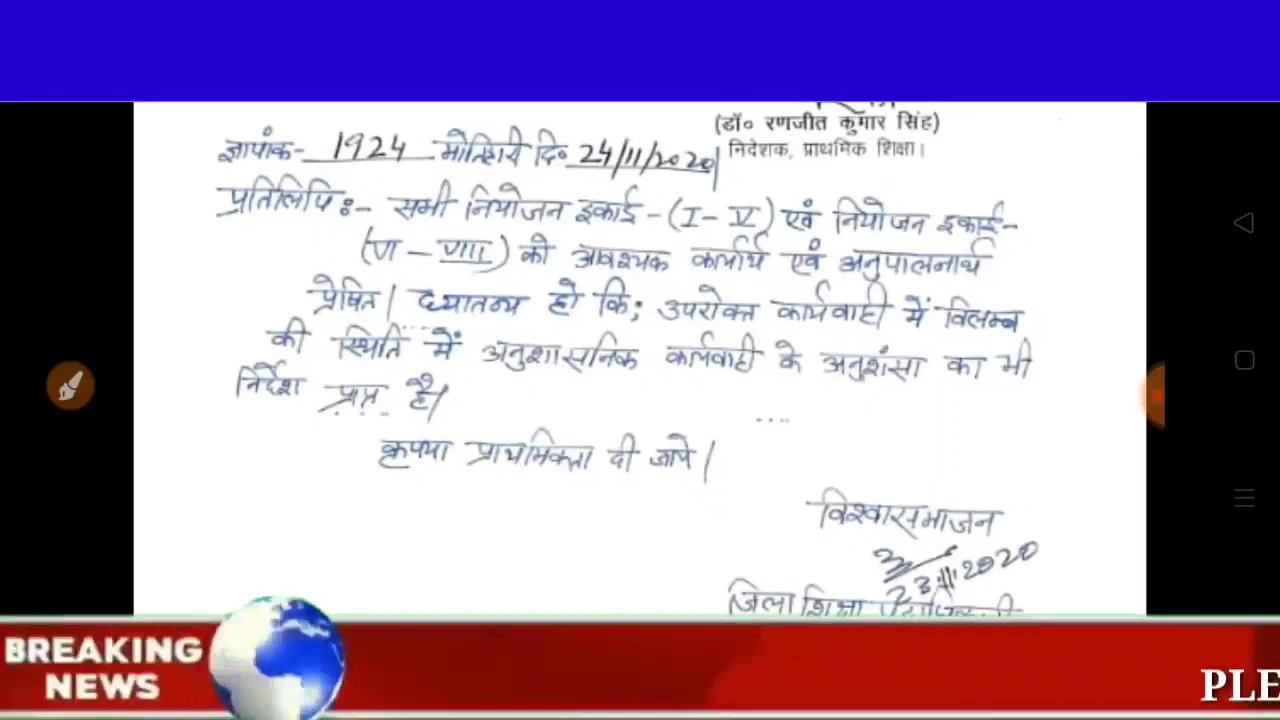 (डॉ० रणजीत कुमार सिंह)
निदेशक, प्राथमिक शिक्षा।
ज्ञापांक- 1924 मोतिहारी दि० 24/11/2020|
प्रतिलिपि:- सभी नियोजन इकाई-(I-V) एवं नियोजन इकाई-
(VI-VIII) को आवश्यक कार्यार्थ एवं अनुपालनार्थ
प्रेषित| ध्यातव्य हो कि; उपरोक्त कार्यवाही में विलम्ब
की स्थिति में अनुशासनिक कार्यवाही के अनुशंसा का भी
निर्देश प्राप्त है|
कृपया प्राथमिकता दी जाये|
विश्वासभाजन
23.11.2020
जिला शिक्षा
BREAKING
NEWS
PLE